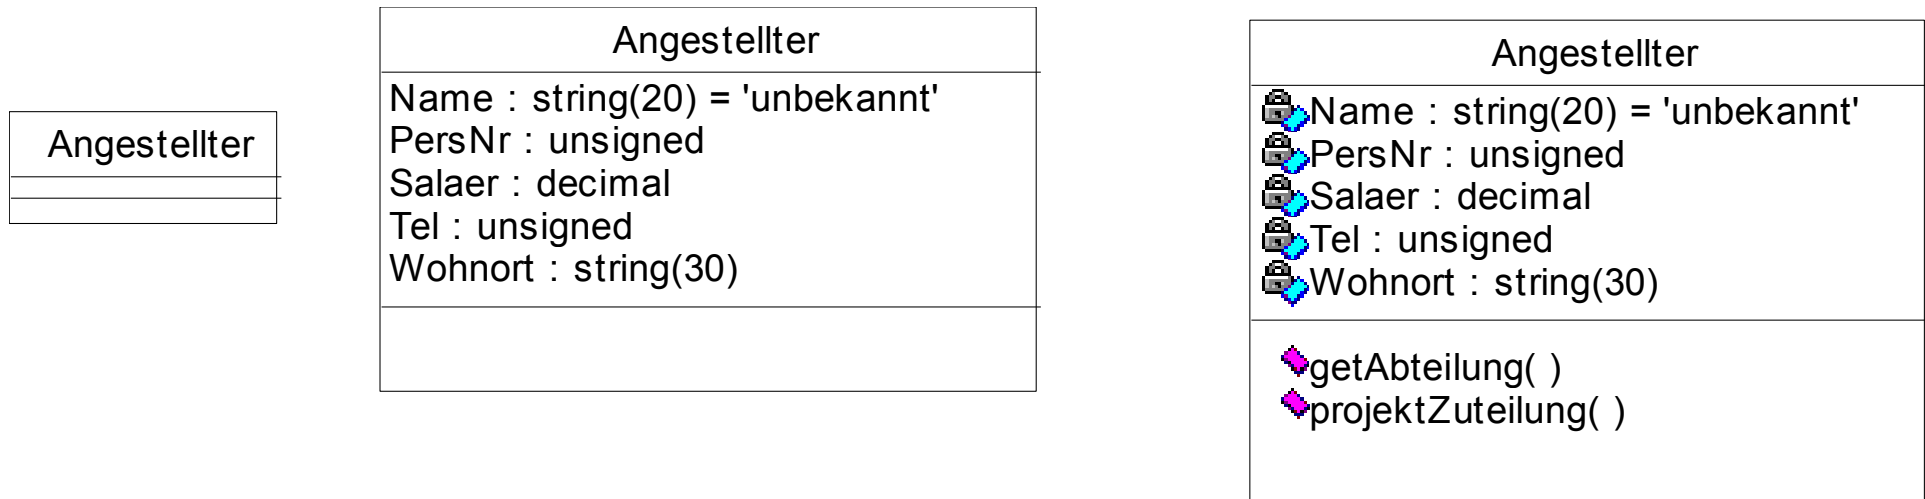 Angestellter
Angestellter
Name : string(20) = 'unbekannt'
PersNr : unsigned
Salaer : decimal
Tel : unsigned
Wohnort : string(30)
Angestellter
Name : string(20) = 'unbekannt'
PersNr : unsigned
Salaer : decimal
Tel : unsigned
Wohnort : string(30)
getAbteilung( )
projektZuteilung( )